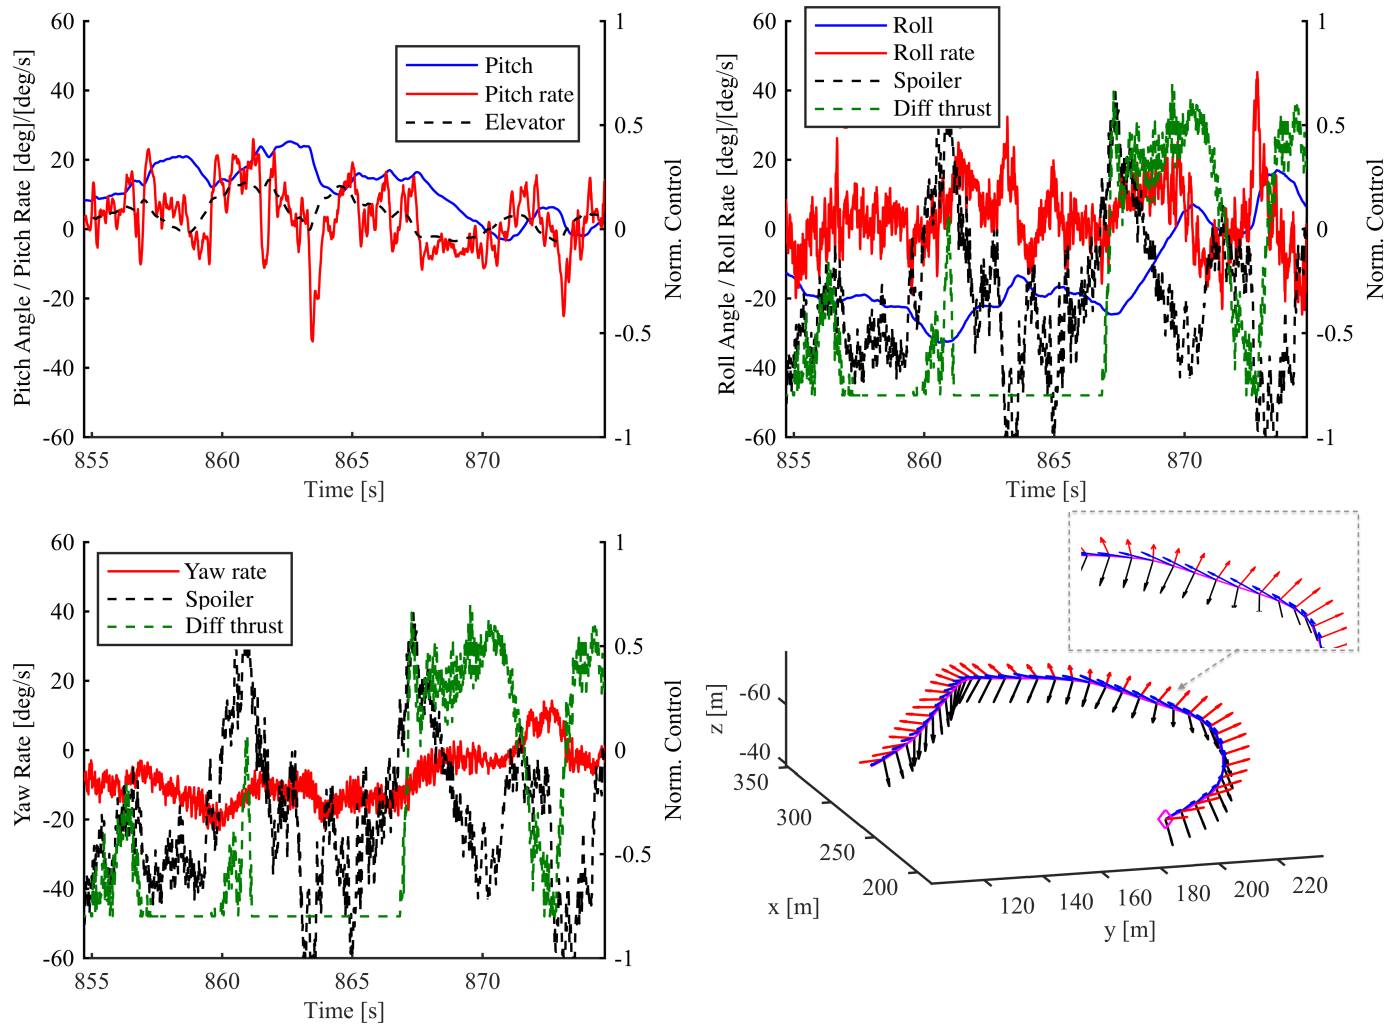 60
40
20
0
-20
-40
-60
Pitch Angle / Pitch Rate [deg]/[deg/s]
Pitch
Pitch rate
Elevator
1
0.5
0
-0.5
-1
Norm. Control
855
860
865
870
Time [s]
60
40
20
0
-20
-40
-60
Roll Angle / Roll Rate [deg]/[deg/s]
Roll
Roll rate
Spoiler
Diff thrust
1
0.5
0
-0.5
-1
Norm. Control
855
860
865
870
Time [s]
60
40
20
0
-20
-40
-60
Yaw Rate [deg/s]
Yaw rate
Spoiler
Diff thrust
1
0.5
0
-0.5
-1
Norm. Control
855
860
865
870
Time [s]
z [m]
-60
-40
350
300
250
200
x [m]
120
140
160
180
200
220
y [m]